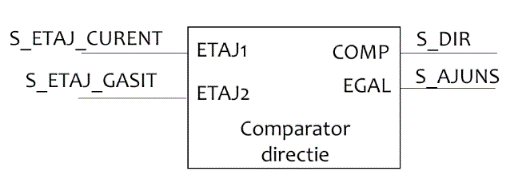 S_ETAJ_CURENT
ETAJ1
COMP
S_DIR
S_ETAJ_GASIT
ETAJ2
EGAL
S_AJUNS
Comparator
directie